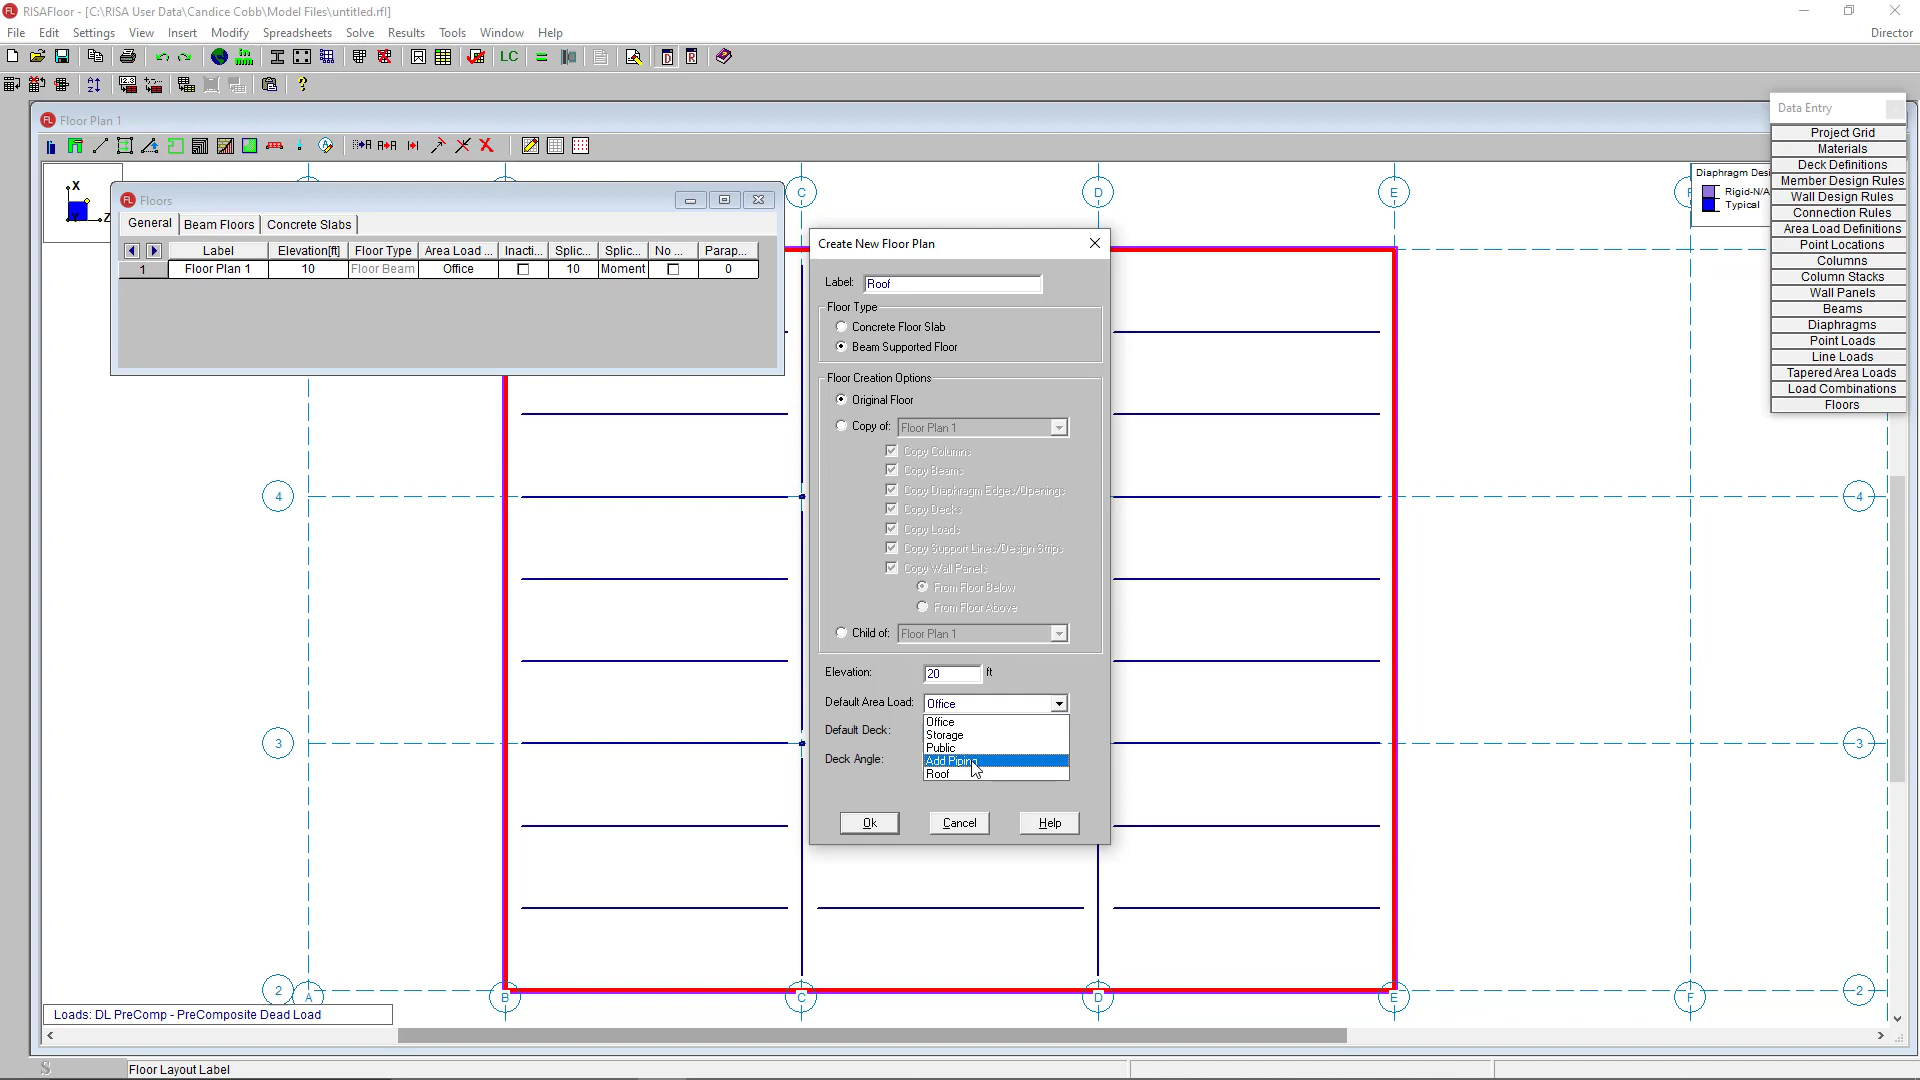 RISAFloor - [C:\RISA User Data\Candice Cobb\Model Files\untitled.rfl]
File Edit Settings View Insert Modify Spreadsheets Solve Results Tools Window Help Director
LC D R
Floor Plan 1
Floors
General Beam Floors Concrete Slabs
Label Elevation[ft] Floor Type Area Load ... Inacti... Splic... Splic... No ... Parap...
1 Floor Plan 1 10 Floor Beam Office 10 Moment 0
X
Y
Z
C D E
Create New Floor Plan
Label: Roof
Floor Type
Concrete Floor Slab
Beam Supported Floor
Floor Creation Options
Original Floor
Copy of: Floor Plan 1
Copy Columns
Copy Beams
Copy Diaphragm Edges/Openings
Copy Decks
Copy Loads
Copy Support Lines/Design Strips
Copy Wall Panels
From Floor Below
From Floor Above
Child of: Floor Plan 1
Elevation: 20 ft
Default Area Load: Office
Office
Storage
Public
Add Piping
Roof
Default Deck:
Deck Angle:
Ok Cancel Help
Diaphragm Desi
Rigid-N/A
Typical
Data Entry
Project Grid
Materials
Deck Definitions
Member Design Rules
Wall Design Rules
Connection Rules
Area Load Definitions
Point Locations
Columns
Column Stacks
Wall Panels
Beams
Diaphragms
Point Loads
Line Loads
Tapered Area Loads
Load Combinations
Floors
4 4
3 3
2 A B C D E F 2
Loads: DL PreComp - PreComposite Dead Load
S Floor Layout Label